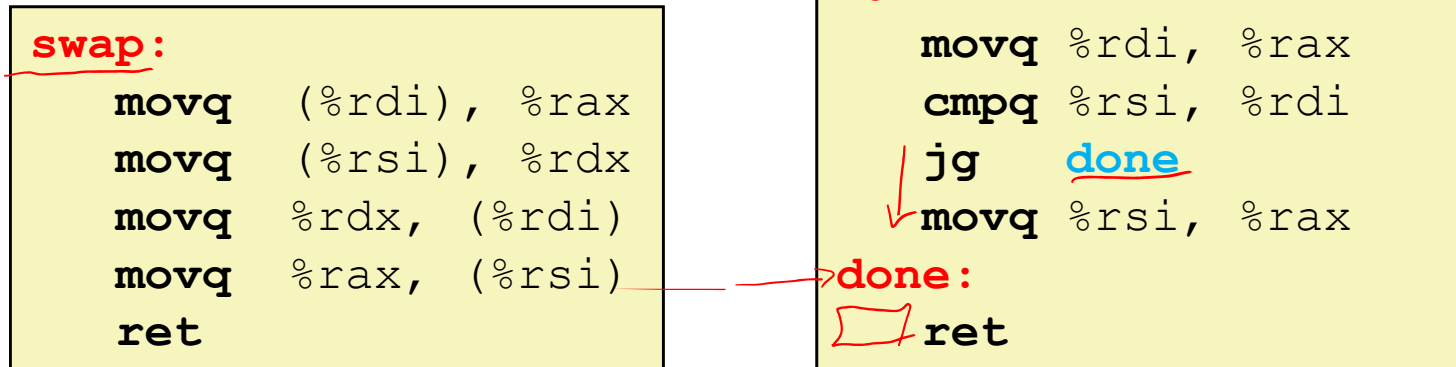 swap:
movq (%rdi), %rax
movq (%rsi), %rdx
movq %rdx, (%rdi)
movq %rax, (%rsi)
ret
movq %rdi, %rax
cmpq %rsi, %rdi
jg done
movq %rsi, %rax
done:
ret